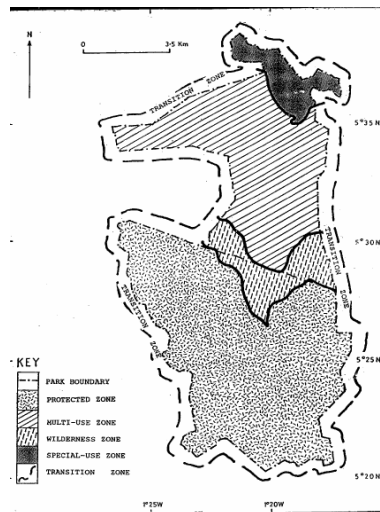 N
0 3·5 Km
TRANSITION ZONE
5°35
5°30
TRANSITION ZONE
TRANSITION ZONE
5°25
KEY
PARK BOUNDARY
PROTECTED ZONE
MULTI-USE ZONE
WILDERNESS ZONE
SPECIAL-USE ZONE
TRANSITION ZONE
5°20
1°25W
1°20W